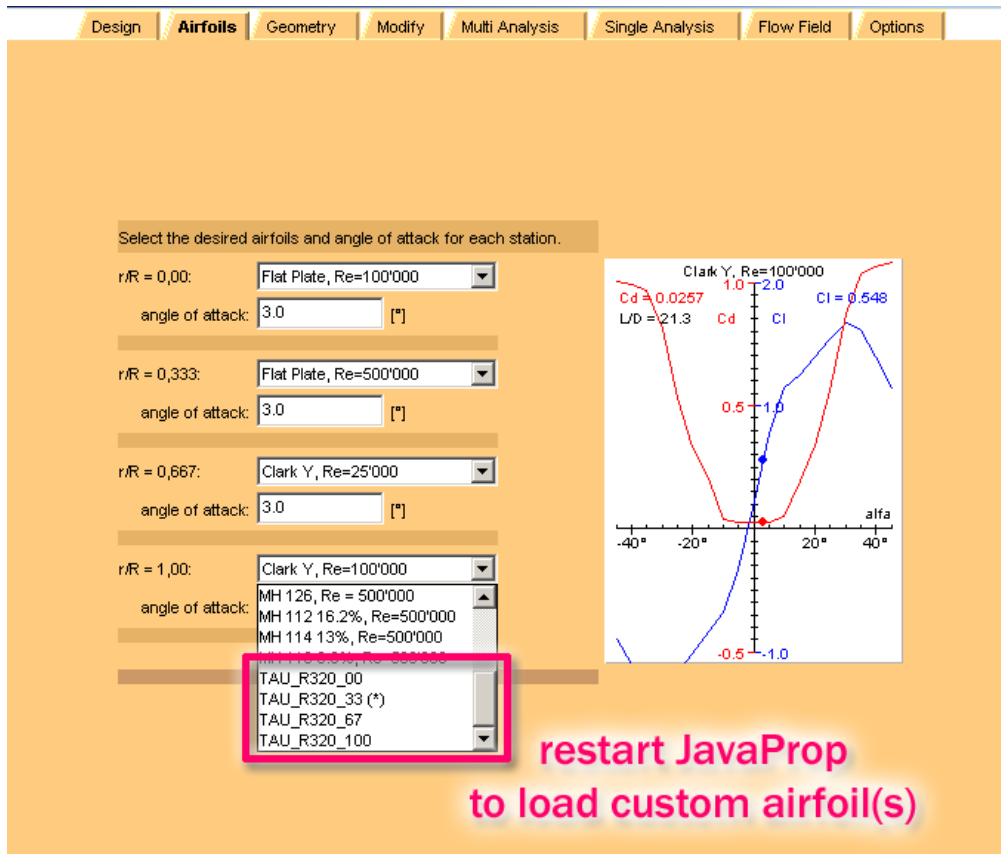 Design Airfoils Geometry Modify Multi Analysis Single Analysis Flow Field Options
Select the desired airfoils and angle of attack for each station.
r/R = 0,00: Flat Plate, Re=100'000
angle of attack: 3.0 [°]
r/R = 0,333: Flat Plate, Re=500'000
angle of attack: 3.0 [°]
r/R = 0,667: Clark Y, Re=25'000
angle of attack: 3.0 [°]
r/R = 1,00: Clark Y, Re=100'000
angle of attack:
MH 126, Re = 500'000
MH 112 16.2%, Re=500'000
MH 114 13%, Re=500'000
TAU_R320_00
TAU_R320_33 (*)
TAU_R320_67
TAU_R320_100
Clark Y, Re=100'000
1.0 2.0
Cd = 0.0257 Cl = 0.548
L/D = 21.3 Cd Cl
0.5 1.0
alfa
-40° -20° 20° 40°
-0.5 -1.0
restart JavaProp
to load custom airfoil(s)